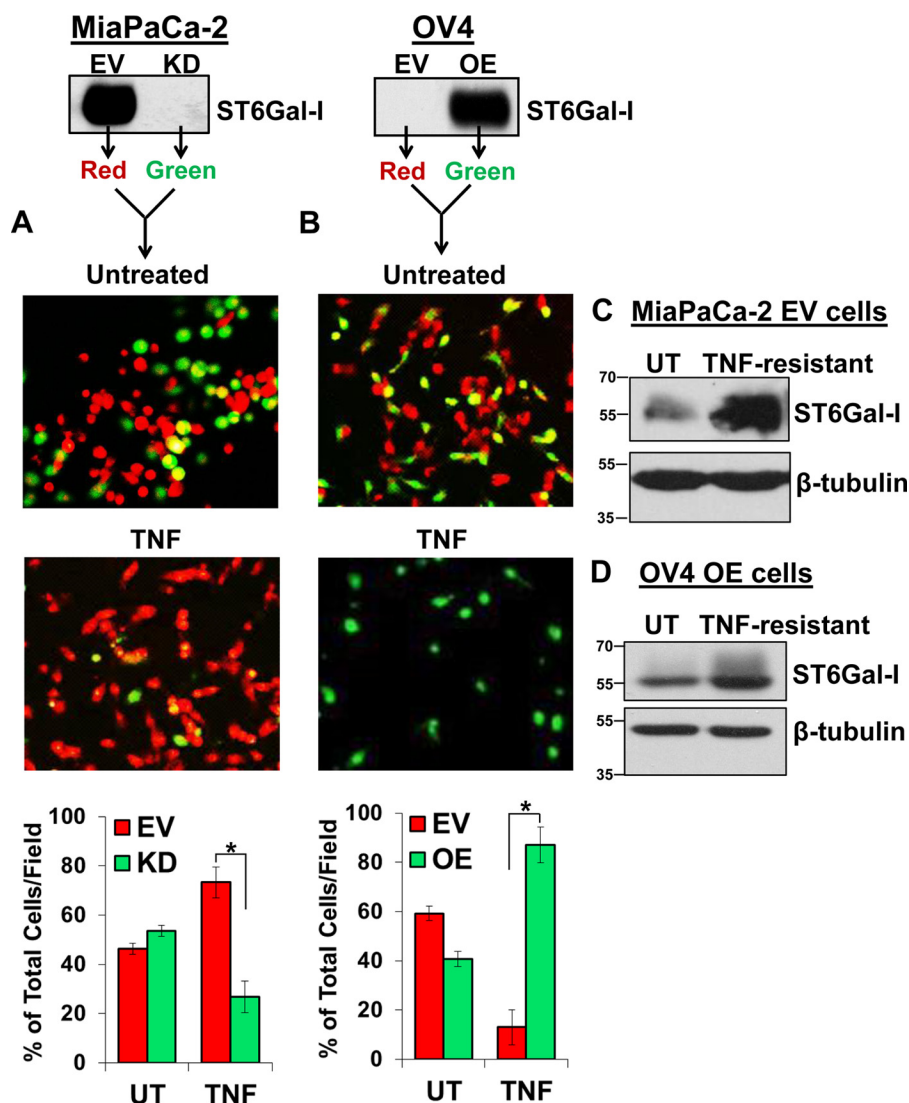 MiaPaCa-2
EV KD
ST6Gal-I
Red Green
OV4
EV OE
ST6Gal-I
Red Green
A
Untreated
TNF
100
80
60
40
20
0
% of Total Cells/Field
EV
KD
*
UT TNF
B
Untreated
TNF
100
80
60
40
20
0
% of Total Cells/Field
EV
OE
*
UT TNF
C MiaPaCa-2 EV cells
UT TNF-resistant
70
55
ST6Gal-I
55
35
β-tubulin
D OV4 OE cells
UT TNF-resistant
70
55
ST6Gal-I
55
35
β-tubulin